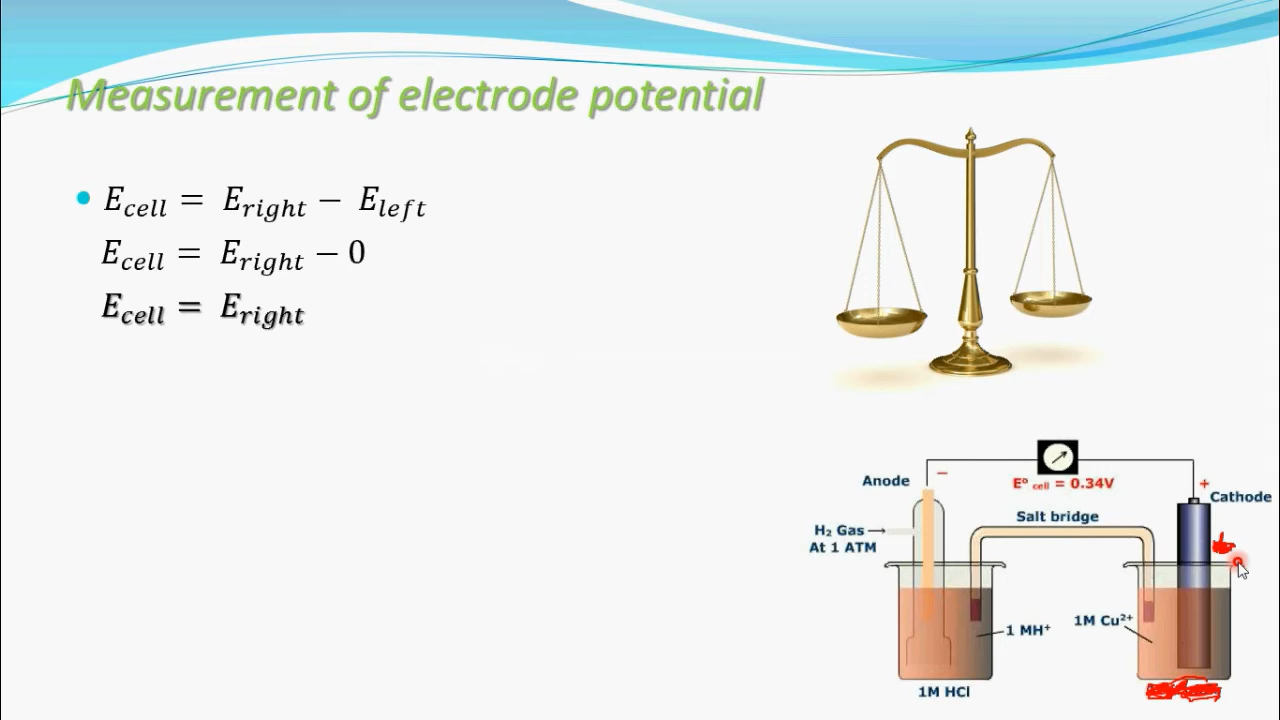 Measurement of electrode potential
E_cell = E_right − E_left
E_cell = E_right − 0
E_cell = E_right
Anode
−
E° cell = 0.34V
+
Cathode
H₂ Gas →
At 1 ATM
Salt bridge
1 MH⁺
1M Cu²⁺
1M HCl